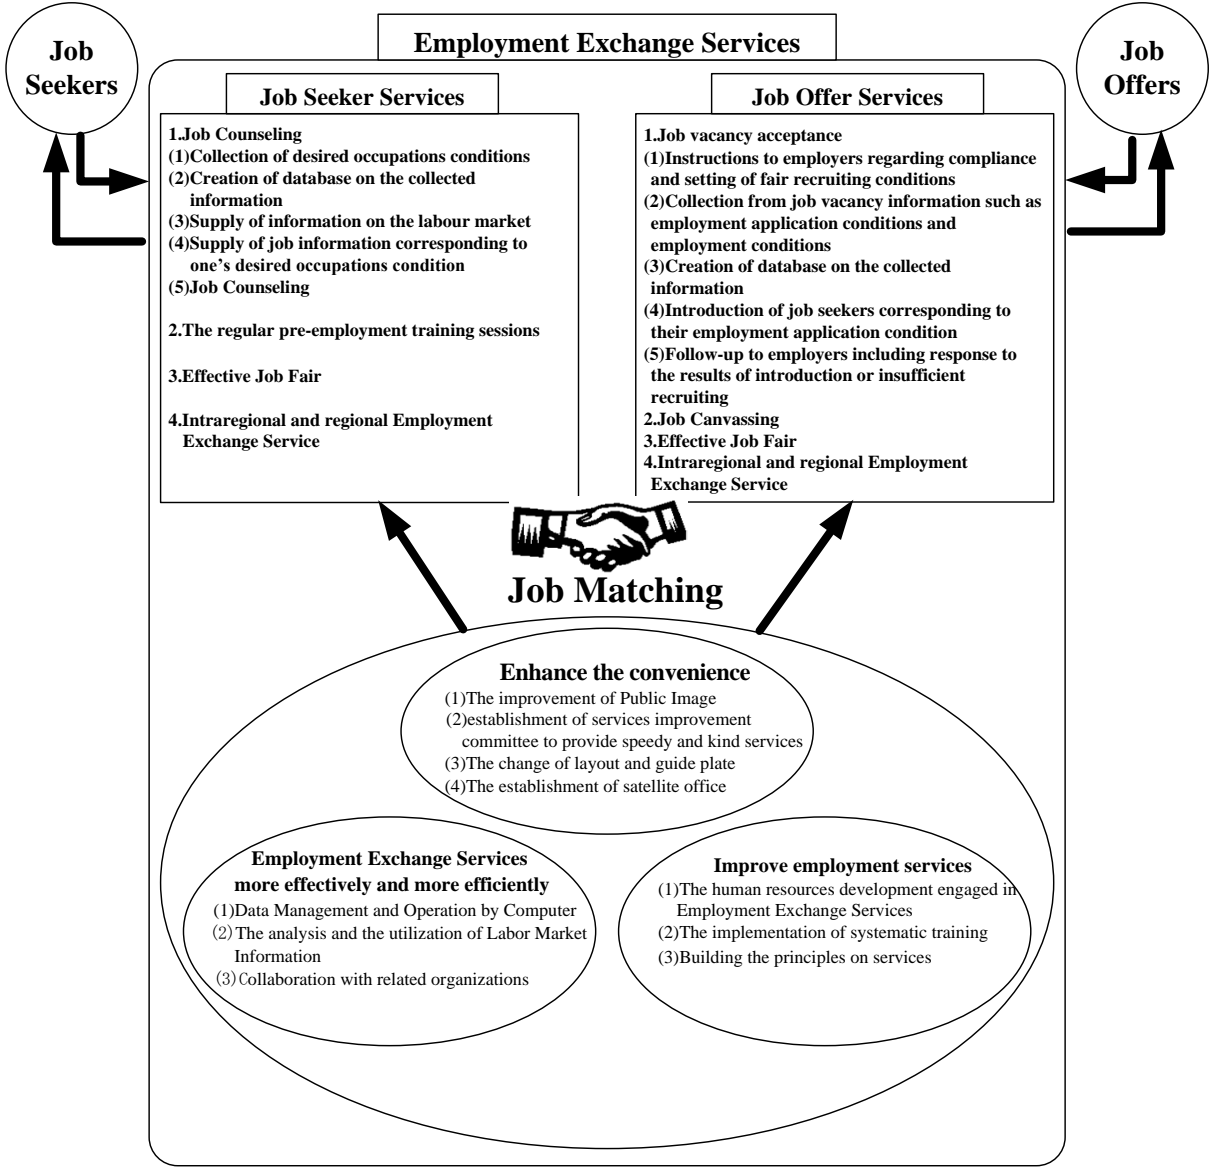 Employment Exchange Services
Job
Seekers
Job
Offers
Job Seeker Services
1.Job Counseling
(1)Collection of desired occupations conditions
(2)Creation of database on the collected
information
(3)Supply of information on the labour market
(4)Supply of job information corresponding to
one's desired occupations condition
(5)Job Counseling
2.The regular pre-employment training sessions
3.Effective Job Fair
4.Intraregional and regional Employment
Exchange Service
Job Offer Services
1.Job vacancy acceptance
(1)Instructions to employers regarding compliance
and setting of fair recruiting conditions
(2)Collection from job vacancy information such as
employment application conditions and
employment conditions
(3)Creation of database on the collected
information
(4)Introduction of job seekers corresponding to
their employment application condition
(5)Follow-up to employers including response to
the results of introduction or insufficient
recruiting
2.Job Canvassing
3.Effective Job Fair
4.Intraregional and regional Employment
Exchange Service
Job Matching
Enhance the convenience
(1)The improvement of Public Image
(2)establishment of services improvement
committee to provide speedy and kind services
(3)The change of layout and guide plate
(4)The establishment of satellite office
Employment Exchange Services
more effectively and more efficiently
(1)Data Management and Operation by Computer
(2)The analysis and the utilization of Labor Market
Information
(3)Collaboration with related organizations
Improve employment services
(1)The human resources development engaged in
Employment Exchange Services
(2)The implementation of systematic training
(3)Building the principles on services